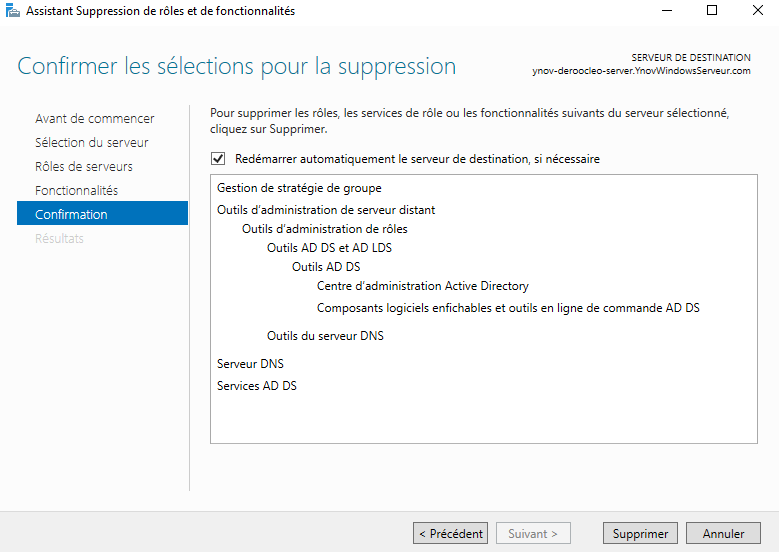 Assistant Suppression de rôles et de fonctionnalités
Confirmer les sélections pour la suppression
SERVEUR DE DESTINATION
ynov-deroocleo-server.YnovWindowsServeur.com
Avant de commencer
Sélection du serveur
Rôles de serveurs
Fonctionnalités
Confirmation
Résultats
Pour supprimer les rôles, les services de rôle ou les fonctionnalités suivants du serveur sélectionné,
cliquez sur Supprimer.
Redémarrer automatiquement le serveur de destination, si nécessaire
Gestion de stratégie de groupe
Outils d'administration de serveur distant
Outils d'administration de rôles
Outils AD DS et AD LDS
Outils AD DS
Centre d'administration Active Directory
Composants logiciels enfichables et outils en ligne de commande AD DS
Outils du serveur DNS
Serveur DNS
Services AD DS
< Précédent
Suivant >
Supprimer
Annuler